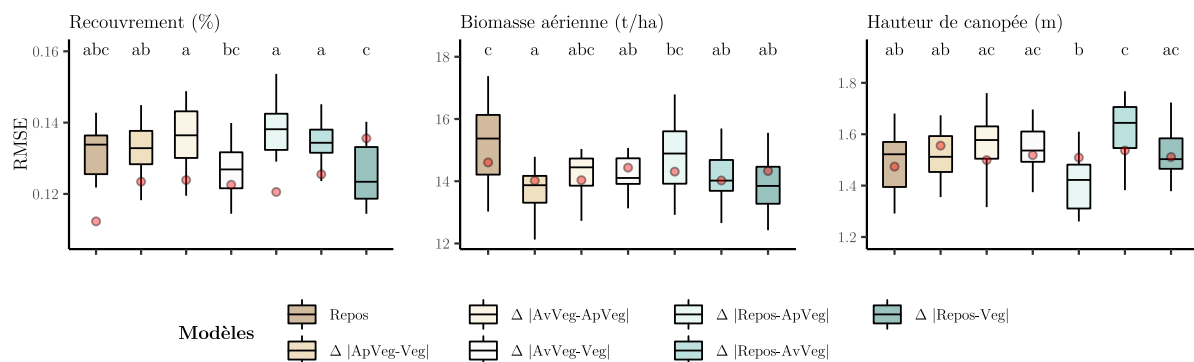 Recouvrement (%)
Biomasse aérienne (t/ha)
Hauteur de canopée (m)
abc ab a bc a a c
c a abc ab bc ab ab
ab ab ac ac b c ac
RMSE
0.16
0.14
0.12
18
16
14
12
1.8
1.6
1.4
1.2
Modèles
Repos
Δ |AvVeg-ApVeg|
Δ |Repos-ApVeg|
Δ |Repos-Veg|
Δ |ApVeg-Veg|
Δ |AvVeg-Veg|
Δ |Repos-AvVeg|